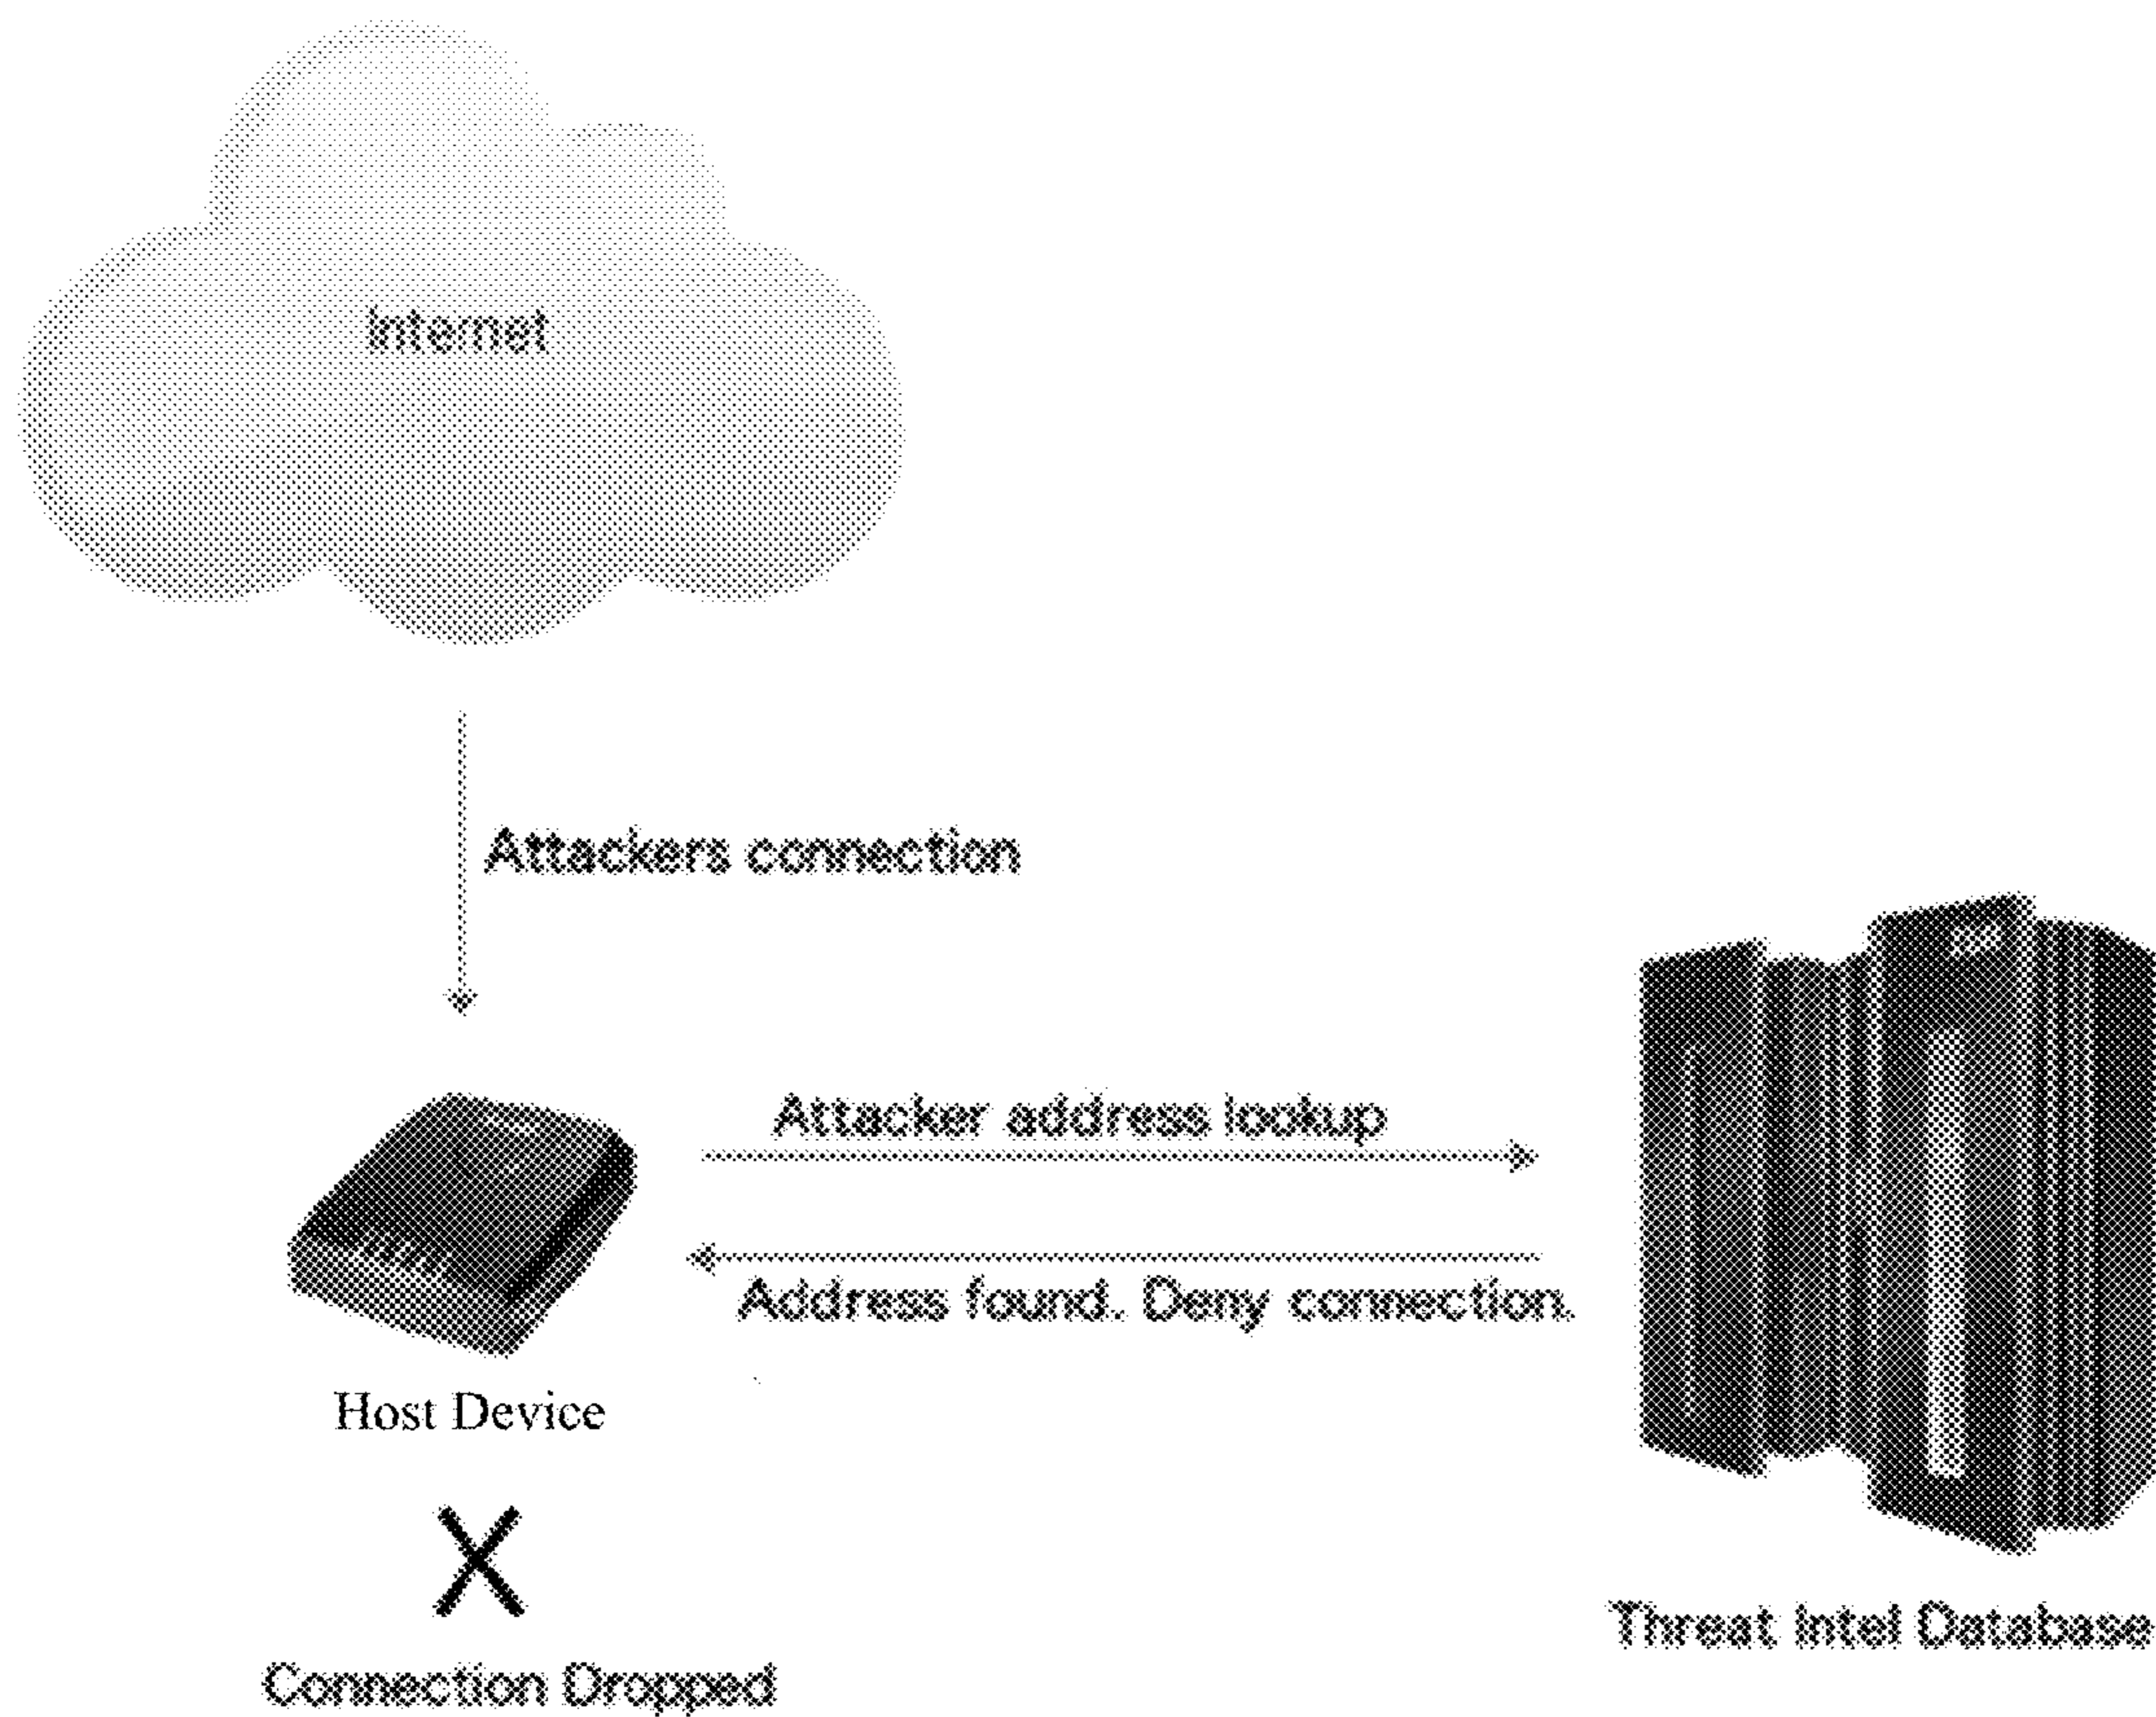 Internet
Attackers connection
Attacker address lookup
Address found. Deny connection.
Host Device
Connection Dropped
Threat Intel Database